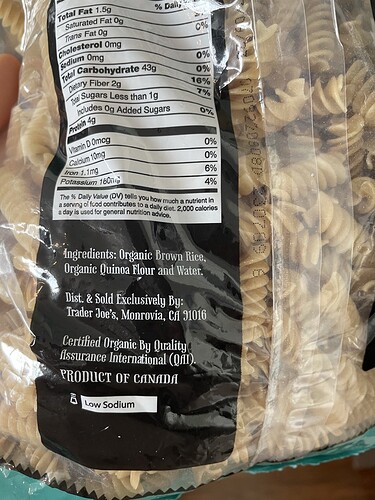 % Daily
Total Fat 1.5g
Saturated Fat 0g 0%
Trans Fat 0g
Cholesterol 0mg 0%
Sodium 0mg 0%
Total Carbohydrate 43g 16%
Dietary Fiber 2g 7%
Total Sugars Less than 1g
Includes 0g Added Sugars 0%
Protein 4g
Vitamin D 0mcg 0%
Calcium 10mg 0%
Iron 1.1mg 6%
Potassium 160mg 4%
The % Daily Value (DV) tells you how much a nutrient in
a serving of food contributes to a daily diet. 2,000 calories
a day is used for general nutrition advice.
Ingredients: Organic Brown Rice,
Organic Quinoa Flour and Water.
Dist. & Sold Exclusively By:
Trader Joe's, Monrovia, CA 91016
Certified Organic By Quality
Assurance International (QAI).
PRODUCT OF CANADA
Low Sodium